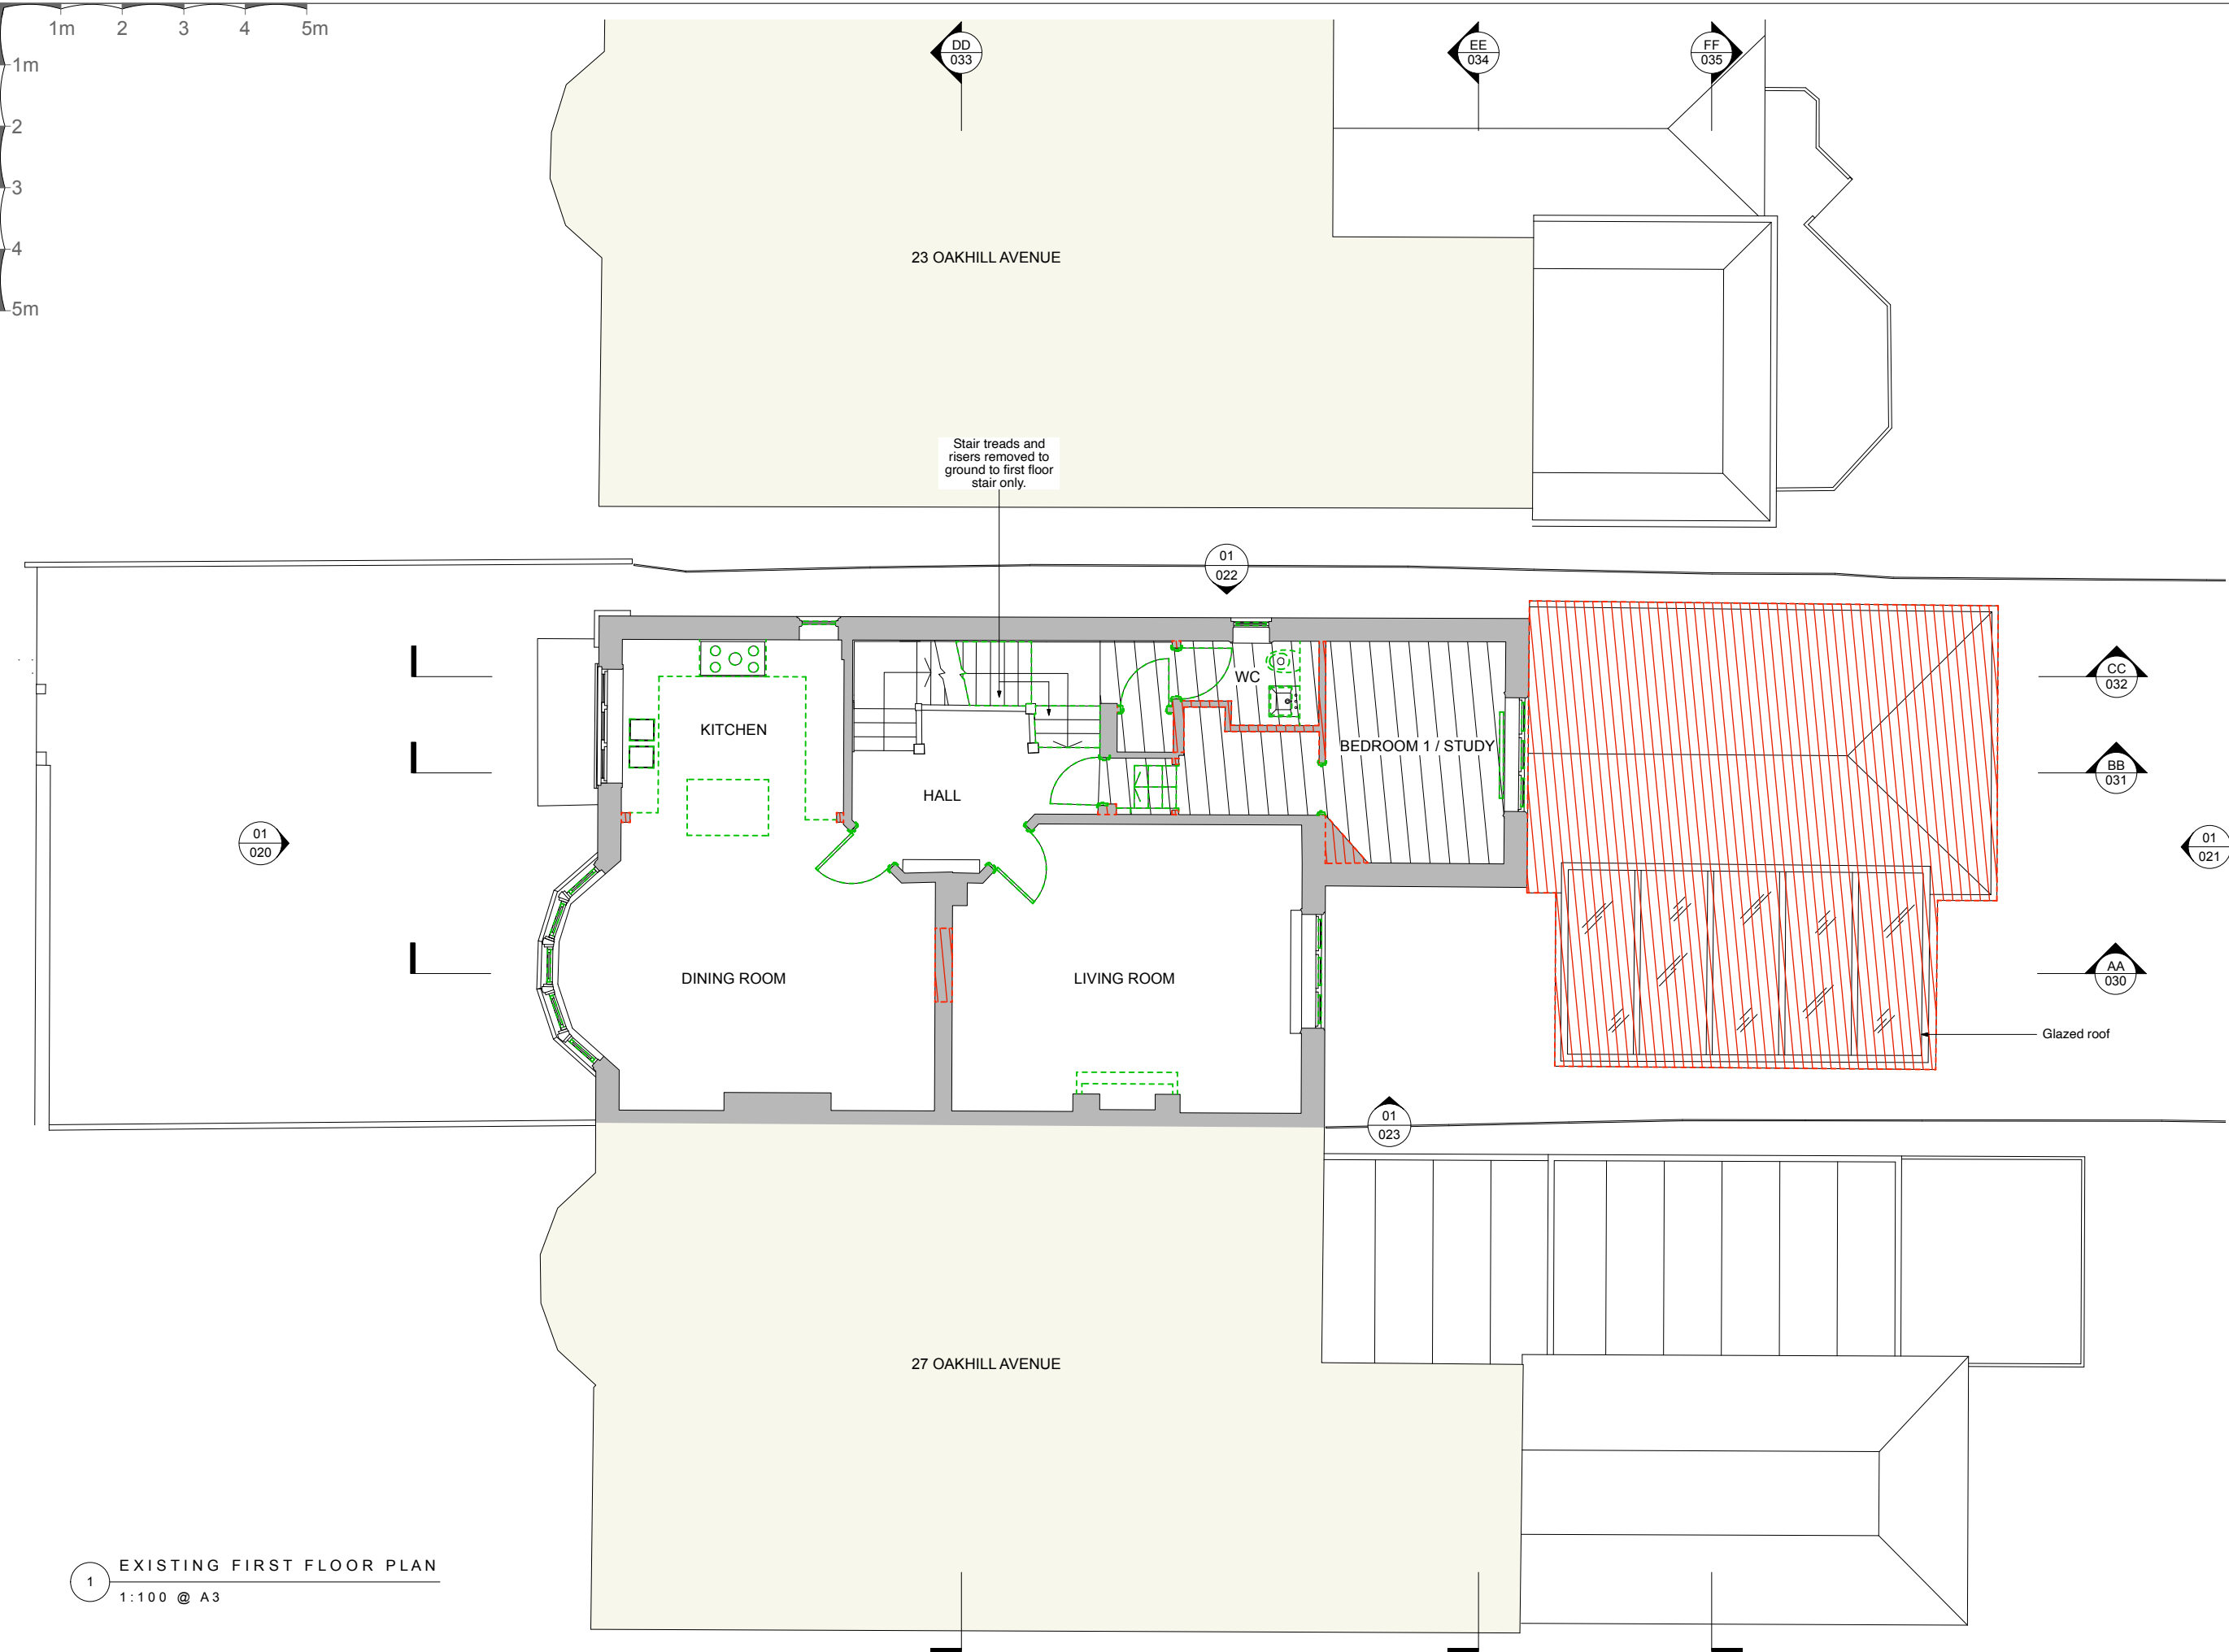 1m 2 3 4 5m
1m
2
3
4
5m
DD
033
EE
034
FF
035
23 OAKHILL AVENUE
Stair treads and
risers removed to
ground to first floor
stair only.
01
022
WC
KITCHEN
BEDROOM 1 / STUDY
HALL
CC
032
BB
031
01
020
01
021
DINING ROOM
LIVING ROOM
AA
030
Glazed roof
01
023
27 OAKHILL AVENUE
1
EXISTING FIRST FLOOR PLAN
1:100 @ A3